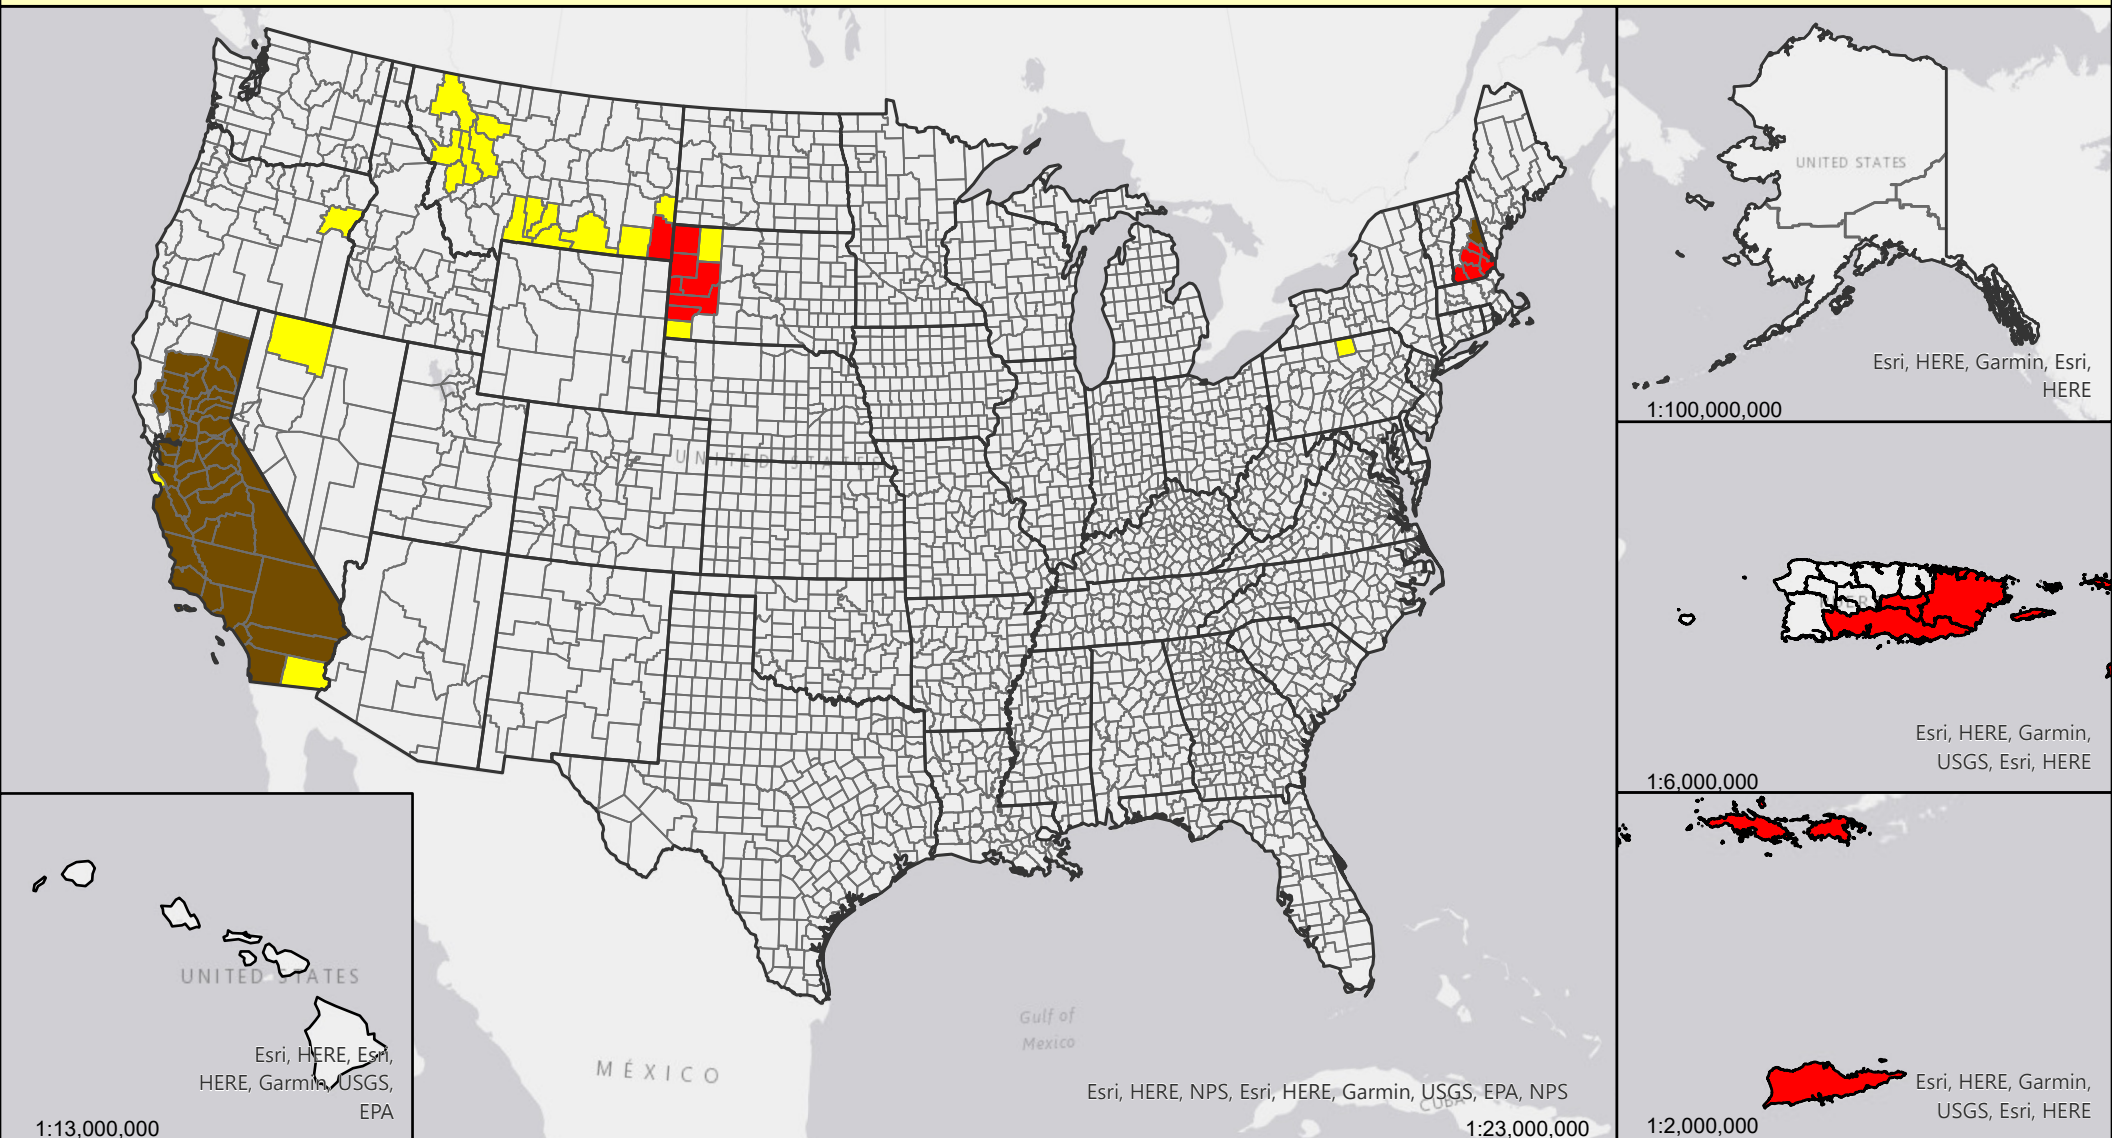 UNITED STATES
UNITED STATES
Esri, HERE, Garmin, Esri,
HERE
1:100,000,000
Esri, HERE, Garmin,
USGS, Esri, HERE
1:6,000,000
UNITED STATES
Esri, HERE, Esri,
HERE, Garmin, USGS,
EPA
1:13,000,000
Gulf of
Mexico
MÉXICO
Esri, HERE, NPS, Esri, HERE, Garmin, USGS, EPA, NPS
CUBA
1:23,000,000
Esri, HERE, Garmin,
USGS, Esri, HERE
1:2,000,000